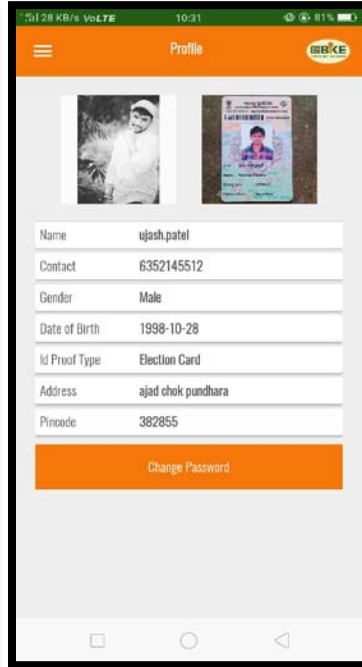 28 KB/s VoLTE 10:31 81%
Profile
BIKE
Name ujash.patel
Contact 6352145512
Gender Male
Date of Birth 1998-10-28
Id Proof Type Election Card
Address ajad chok pundhara
Pincode 382855
Change Password